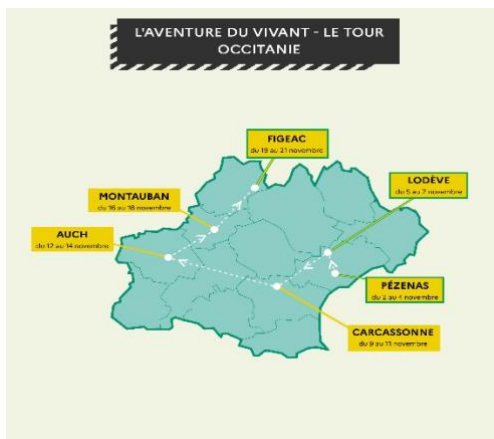 L'AVENTURE DU VIVANT - LE TOUR
OCCITANIE
FIGEAC
du 19 au 21 novembre
LODÈVE
du 5 au 7 novembre
MONTAUBAN
du 16 au 18 novembre
AUCH
du 12 au 14 novembre
PÉZENAS
du 2 au 4 novembre
CARCASSONNE
du 9 au 11 novembre